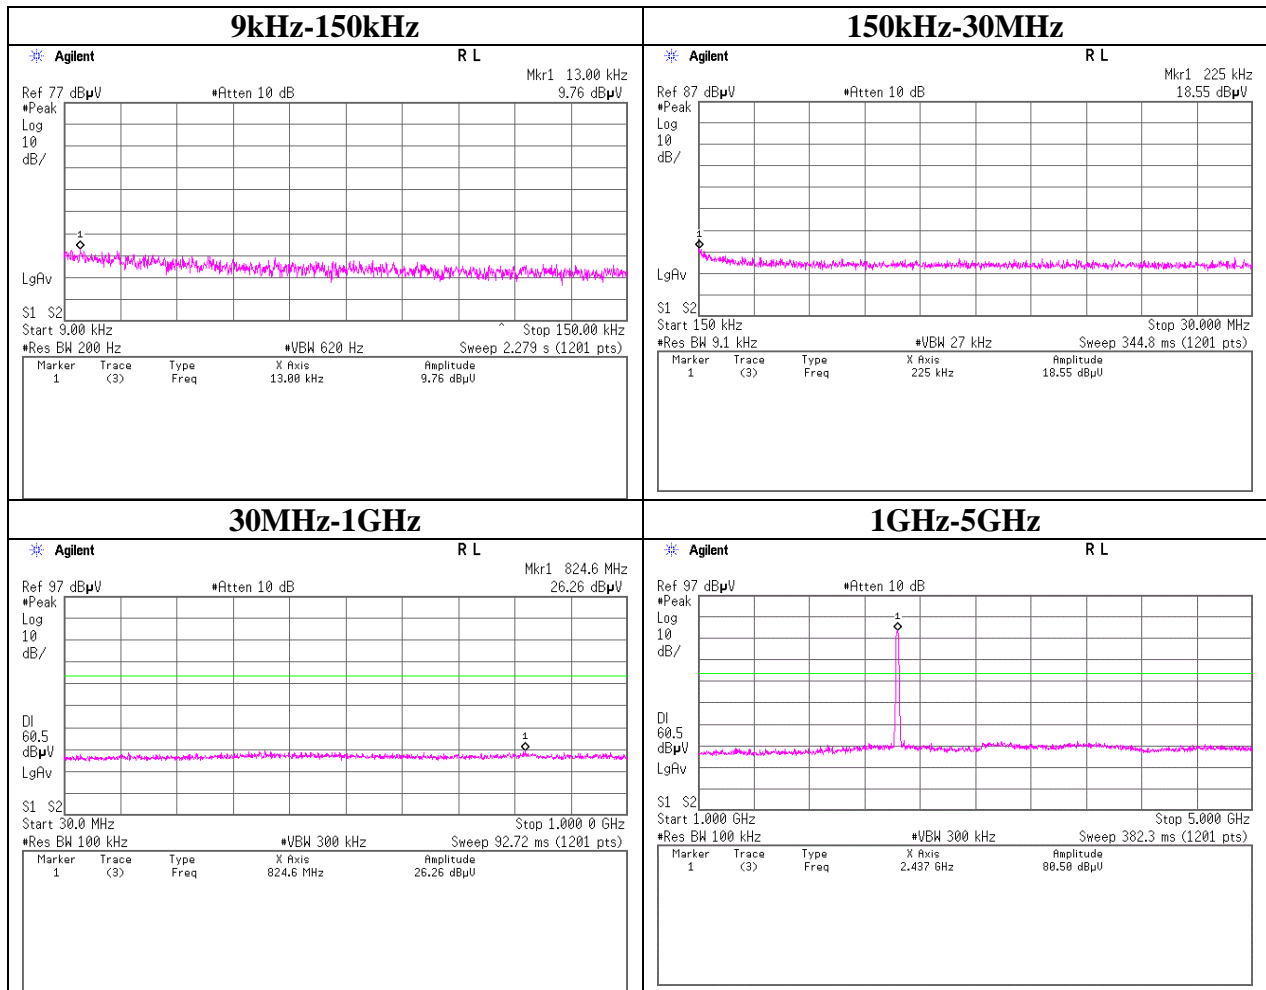 9kHz-150kHz
Agilent R L
Mkr1 13.00 kHz
Ref 77 dBµV #Atten 10 dB 9.76 dBµV
#Peak
Log
10
dB/
1
LgAv
S1 S2
Start 9.00 kHz ^ Stop 150.00 kHz
#Res BW 200 Hz #VBW 620 Hz Sweep 2.279 s (1201 pts)
Marker Trace Type X Axis Amplitude
1 (3) Freq 13.00 kHz 9.76 dBµV
150kHz-30MHz
Agilent R L
Mkr1 225 kHz
Ref 87 dBµV #Atten 10 dB 18.55 dBµV
#Peak
Log
10
dB/
1
LgAv
S1 S2
Start 150 kHz Stop 30.000 MHz
#Res BW 9.1 kHz #VBW 27 kHz Sweep 344.8 ms (1201 pts)
Marker Trace Type X Axis Amplitude
1 (3) Freq 225 kHz 18.55 dBµV
30MHz-1GHz
Agilent R L
Mkr1 824.6 MHz
Ref 97 dBµV #Atten 10 dB 26.26 dBµV
#Peak
Log
10
dB/
DI
60.5
dBµV
1
LgAv
S1 S2
Start 30.0 MHz Stop 1.000 0 GHz
#Res BW 100 kHz #VBW 300 kHz Sweep 92.72 ms (1201 pts)
Marker Trace Type X Axis Amplitude
1 (3) Freq 824.6 MHz 26.26 dBµV
1GHz-5GHz
Agilent R L
Ref 97 dBµV #Atten 10 dB
#Peak
1
Log
10
dB/
DI
60.5
dBµV
LgAv
S1 S2
Start 1.000 GHz Stop 5.000 GHz
#Res BW 100 kHz #VBW 300 kHz Sweep 382.3 ms (1201 pts)
Marker Trace Type X Axis Amplitude
1 (3) Freq 2.437 GHz 80.50 dBµV